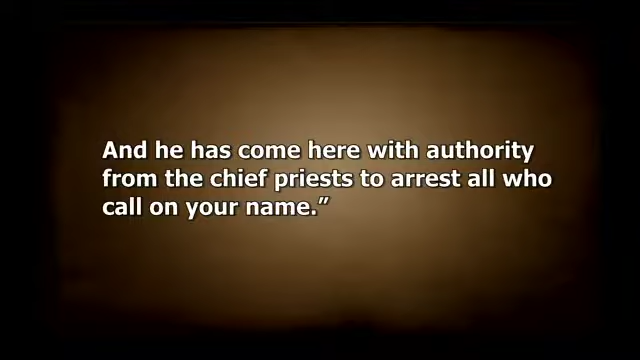 And he has come here with authority
from the chief priests to arrest all who
call on your name.”